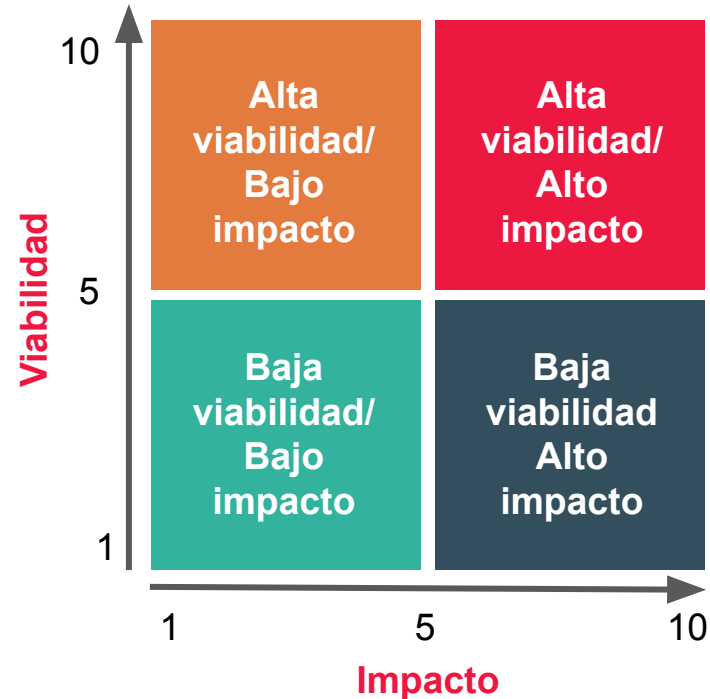 10
Alta
viabilidad/
Bajo
impacto
Alta
viabilidad/
Alto
impacto
Viabilidad
5
Baja
viabilidad/
Bajo
impacto
Baja
viabilidad
Alto
impacto
1
1
5
10
Impacto